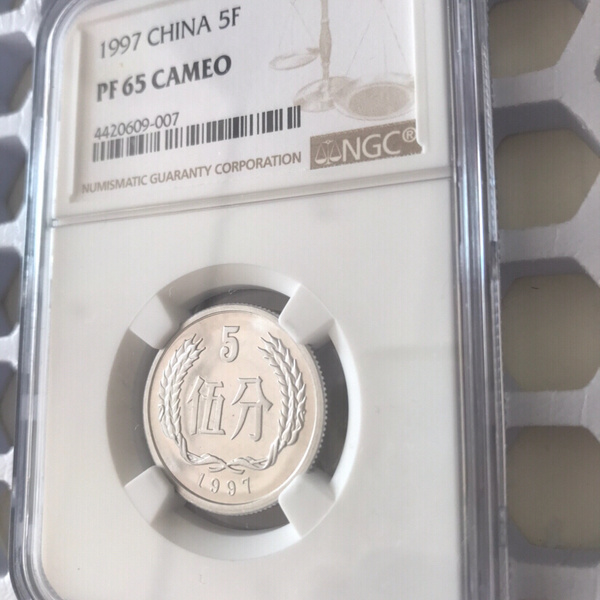 1997 CHINA 5F
PF 65 CAMEO
4420609-007
NUMISMATIC GUARANTY CORPORATION
NGC®
5
伍分
1997